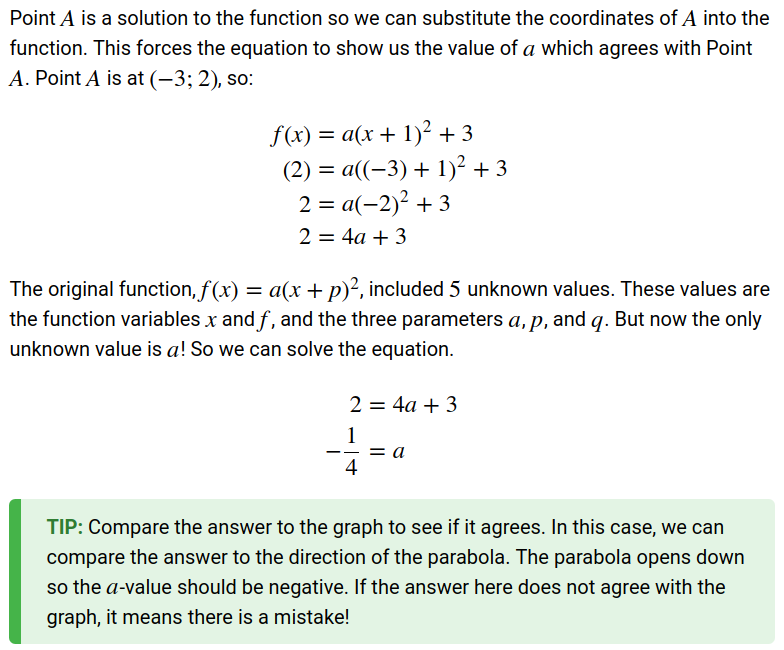 Point A is a solution to the function so we can substitute the coordinates of A into the
function. This forces the equation to show us the value of a which agrees with Point
A. Point A is at (−3; 2), so:
f(x) = a(x + 1)² + 3
(2) = a((−3) + 1)² + 3
2 = a(−2)² + 3
2 = 4a + 3
The original function, f(x) = a(x + p)², included 5 unknown values. These values are
the function variables x and f, and the three parameters a, p, and q. But now the only
unknown value is a! So we can solve the equation.
2 = 4a + 3
−1/4 = a
TIP: Compare the answer to the graph to see if it agrees. In this case, we can
compare the answer to the direction of the parabola. The parabola opens down
so the a-value should be negative. If the answer here does not agree with the
graph, it means there is a mistake!